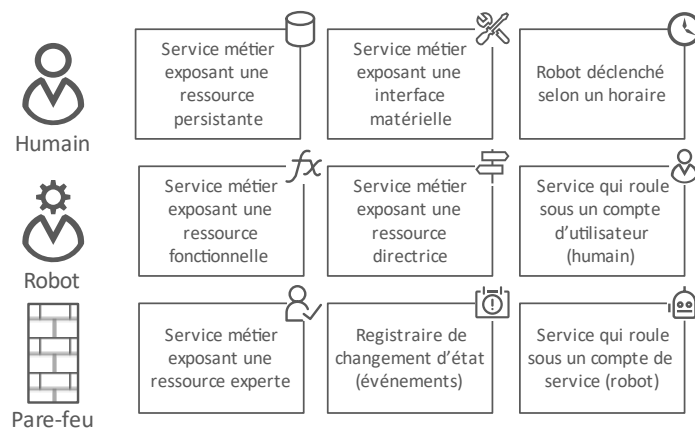 Service métier
exposant une
ressource
persistante
Service métier
exposant une
interface
matérielle
Robot déclenché
selon un horaire
Humain
fx
Service métier
exposant une
ressource
fonctionnelle
Service métier
exposant une
ressource
directrice
Service qui roule
sous un compte
d'utilisateur
(humain)
Robot
Service métier
exposant une
ressource experte
Registraire de
changement d'état
(événements)
Service qui roule
sous un compte de
service (robot)
Pare-feu